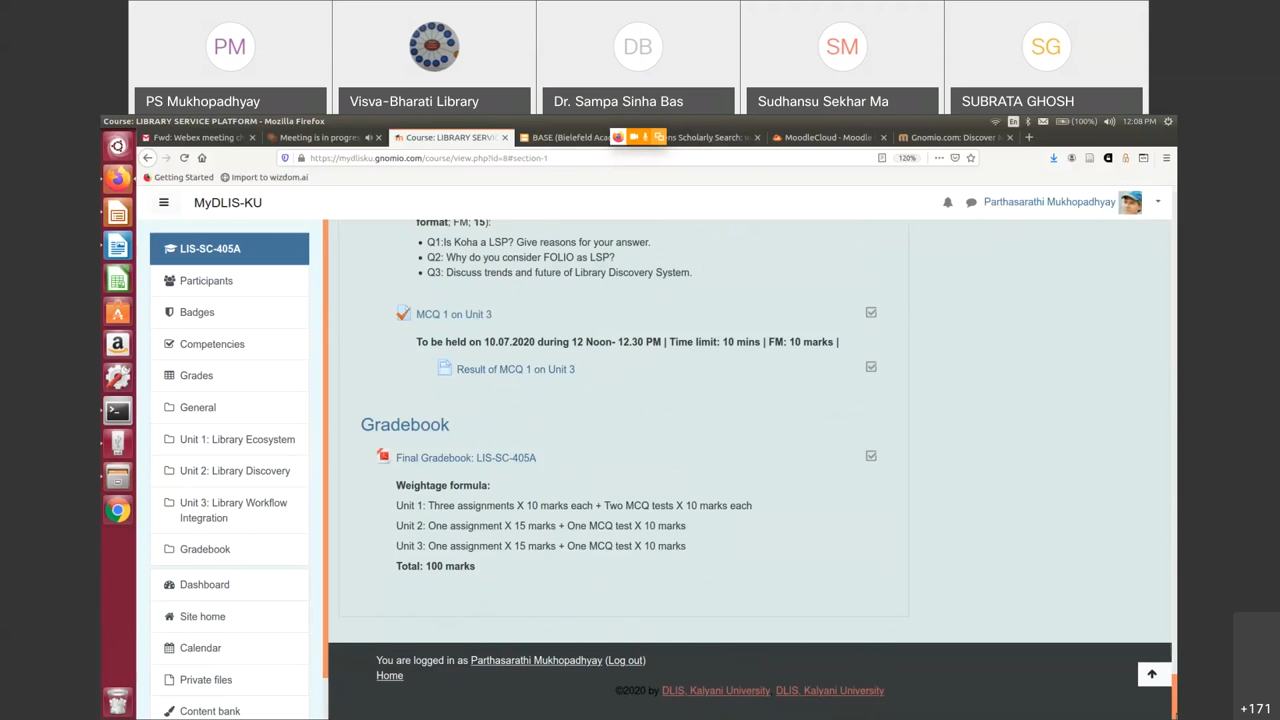 PM
DB
SM
SG
PS Mukhopadhyay
Visva-Bharati Library
Dr. Sampa Sinha Bas
Sudhansu Sekhar Ma
SUBRATA GHOSH
Course: LIBRARY SERVICE PLATFORM - Mozilla Firefox
En
(100%)
12:08 PM
Fwd: Webex meeting ch
Meeting is in progres
Course: LIBRARY SERVIC
BASE (Bielefeld Acad
ns Scholarly Search: w
MoodleCloud - Moodle
Gnomio.com: Discover M
https://mydlisku.gnomio.com/course/view.php?id=8#section-1
120%
Getting Started
Import to wizdom.ai
MyDLIS-KU
Parthasarathi Mukhopadhyay
LIS-SC-405A
Participants
Badges
Competencies
Grades
General
Unit 1: Library Ecosystem
Unit 2: Library Discovery
Unit 3: Library Workflow
Integration
Gradebook
Dashboard
Site home
Calendar
Private files
Content bank
format; FM; 15):
• Q1:Is Koha a LSP? Give reasons for your answer.
• Q2: Why do you consider FOLIO as LSP?
• Q3: Discuss trends and future of Library Discovery System.
MCQ 1 on Unit 3
To be held on 10.07.2020 during 12 Noon- 12.30 PM | Time limit: 10 mins | FM: 10 marks |
Result of MCQ 1 on Unit 3
Gradebook
Final Gradebook: LIS-SC-405A
Weightage formula:
Unit 1: Three assignments X 10 marks each + Two MCQ tests X 10 marks each
Unit 2: One assignment X 15 marks + One MCQ test X 10 marks
Unit 3: One assignment X 15 marks + One MCQ test X 10 marks
Total: 100 marks
You are logged in as Parthasarathi Mukhopadhyay (Log out)
Home
©2020 by DLIS, Kalyani University, DLIS, Kalyani University
+171